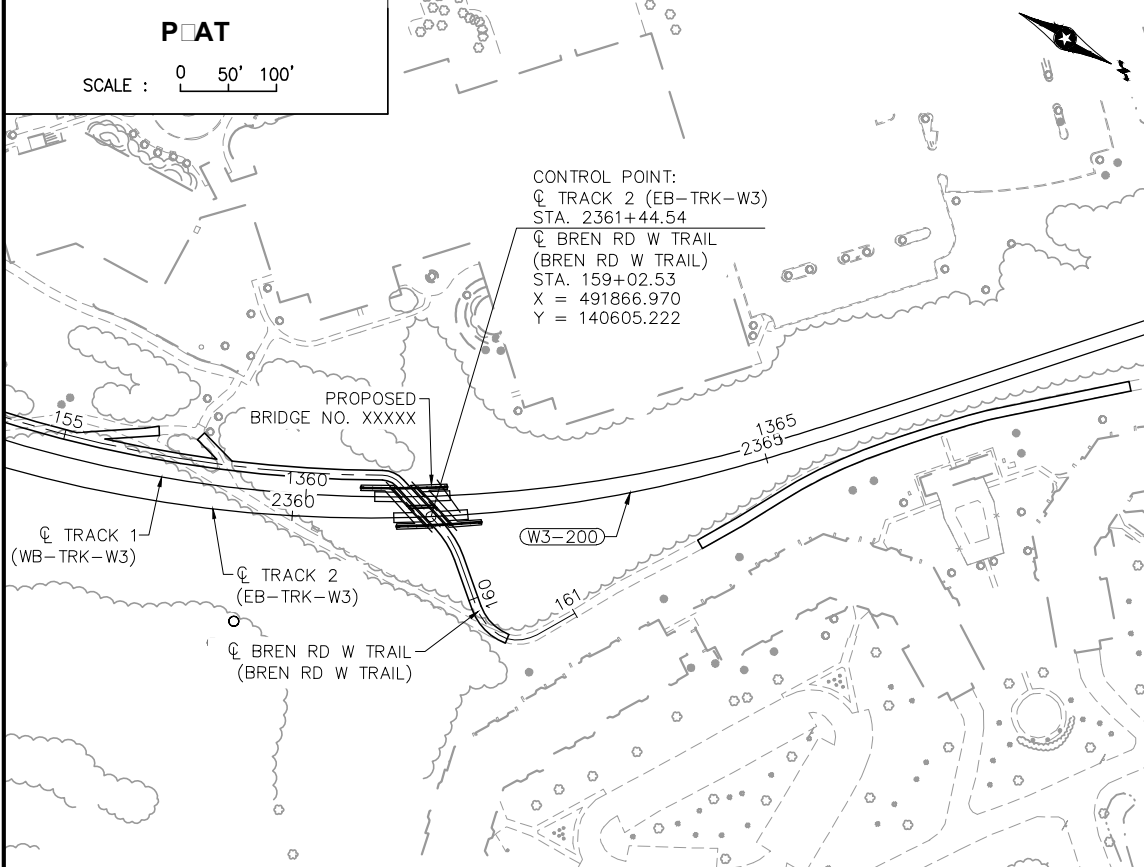 P□AT
SCALE : 0 50' 100'
CONTROL POINT:
℄ TRACK 2 (EB-TRK-W3)
STA. 2361+44.54
℄ BREN RD W TRAIL
(BREN RD W TRAIL)
STA. 159+02.53
X = 491866.970
Y = 140605.222
PROPOSED
BRIDGE NO. XXXXX
155
1365
2365
1360
2360
W3-200
℄ TRACK 1
(WB-TRK-W3)
℄ TRACK 2
(EB-TRK-W3)
160
161
℄ BREN RD W TRAIL
(BREN RD W TRAIL)